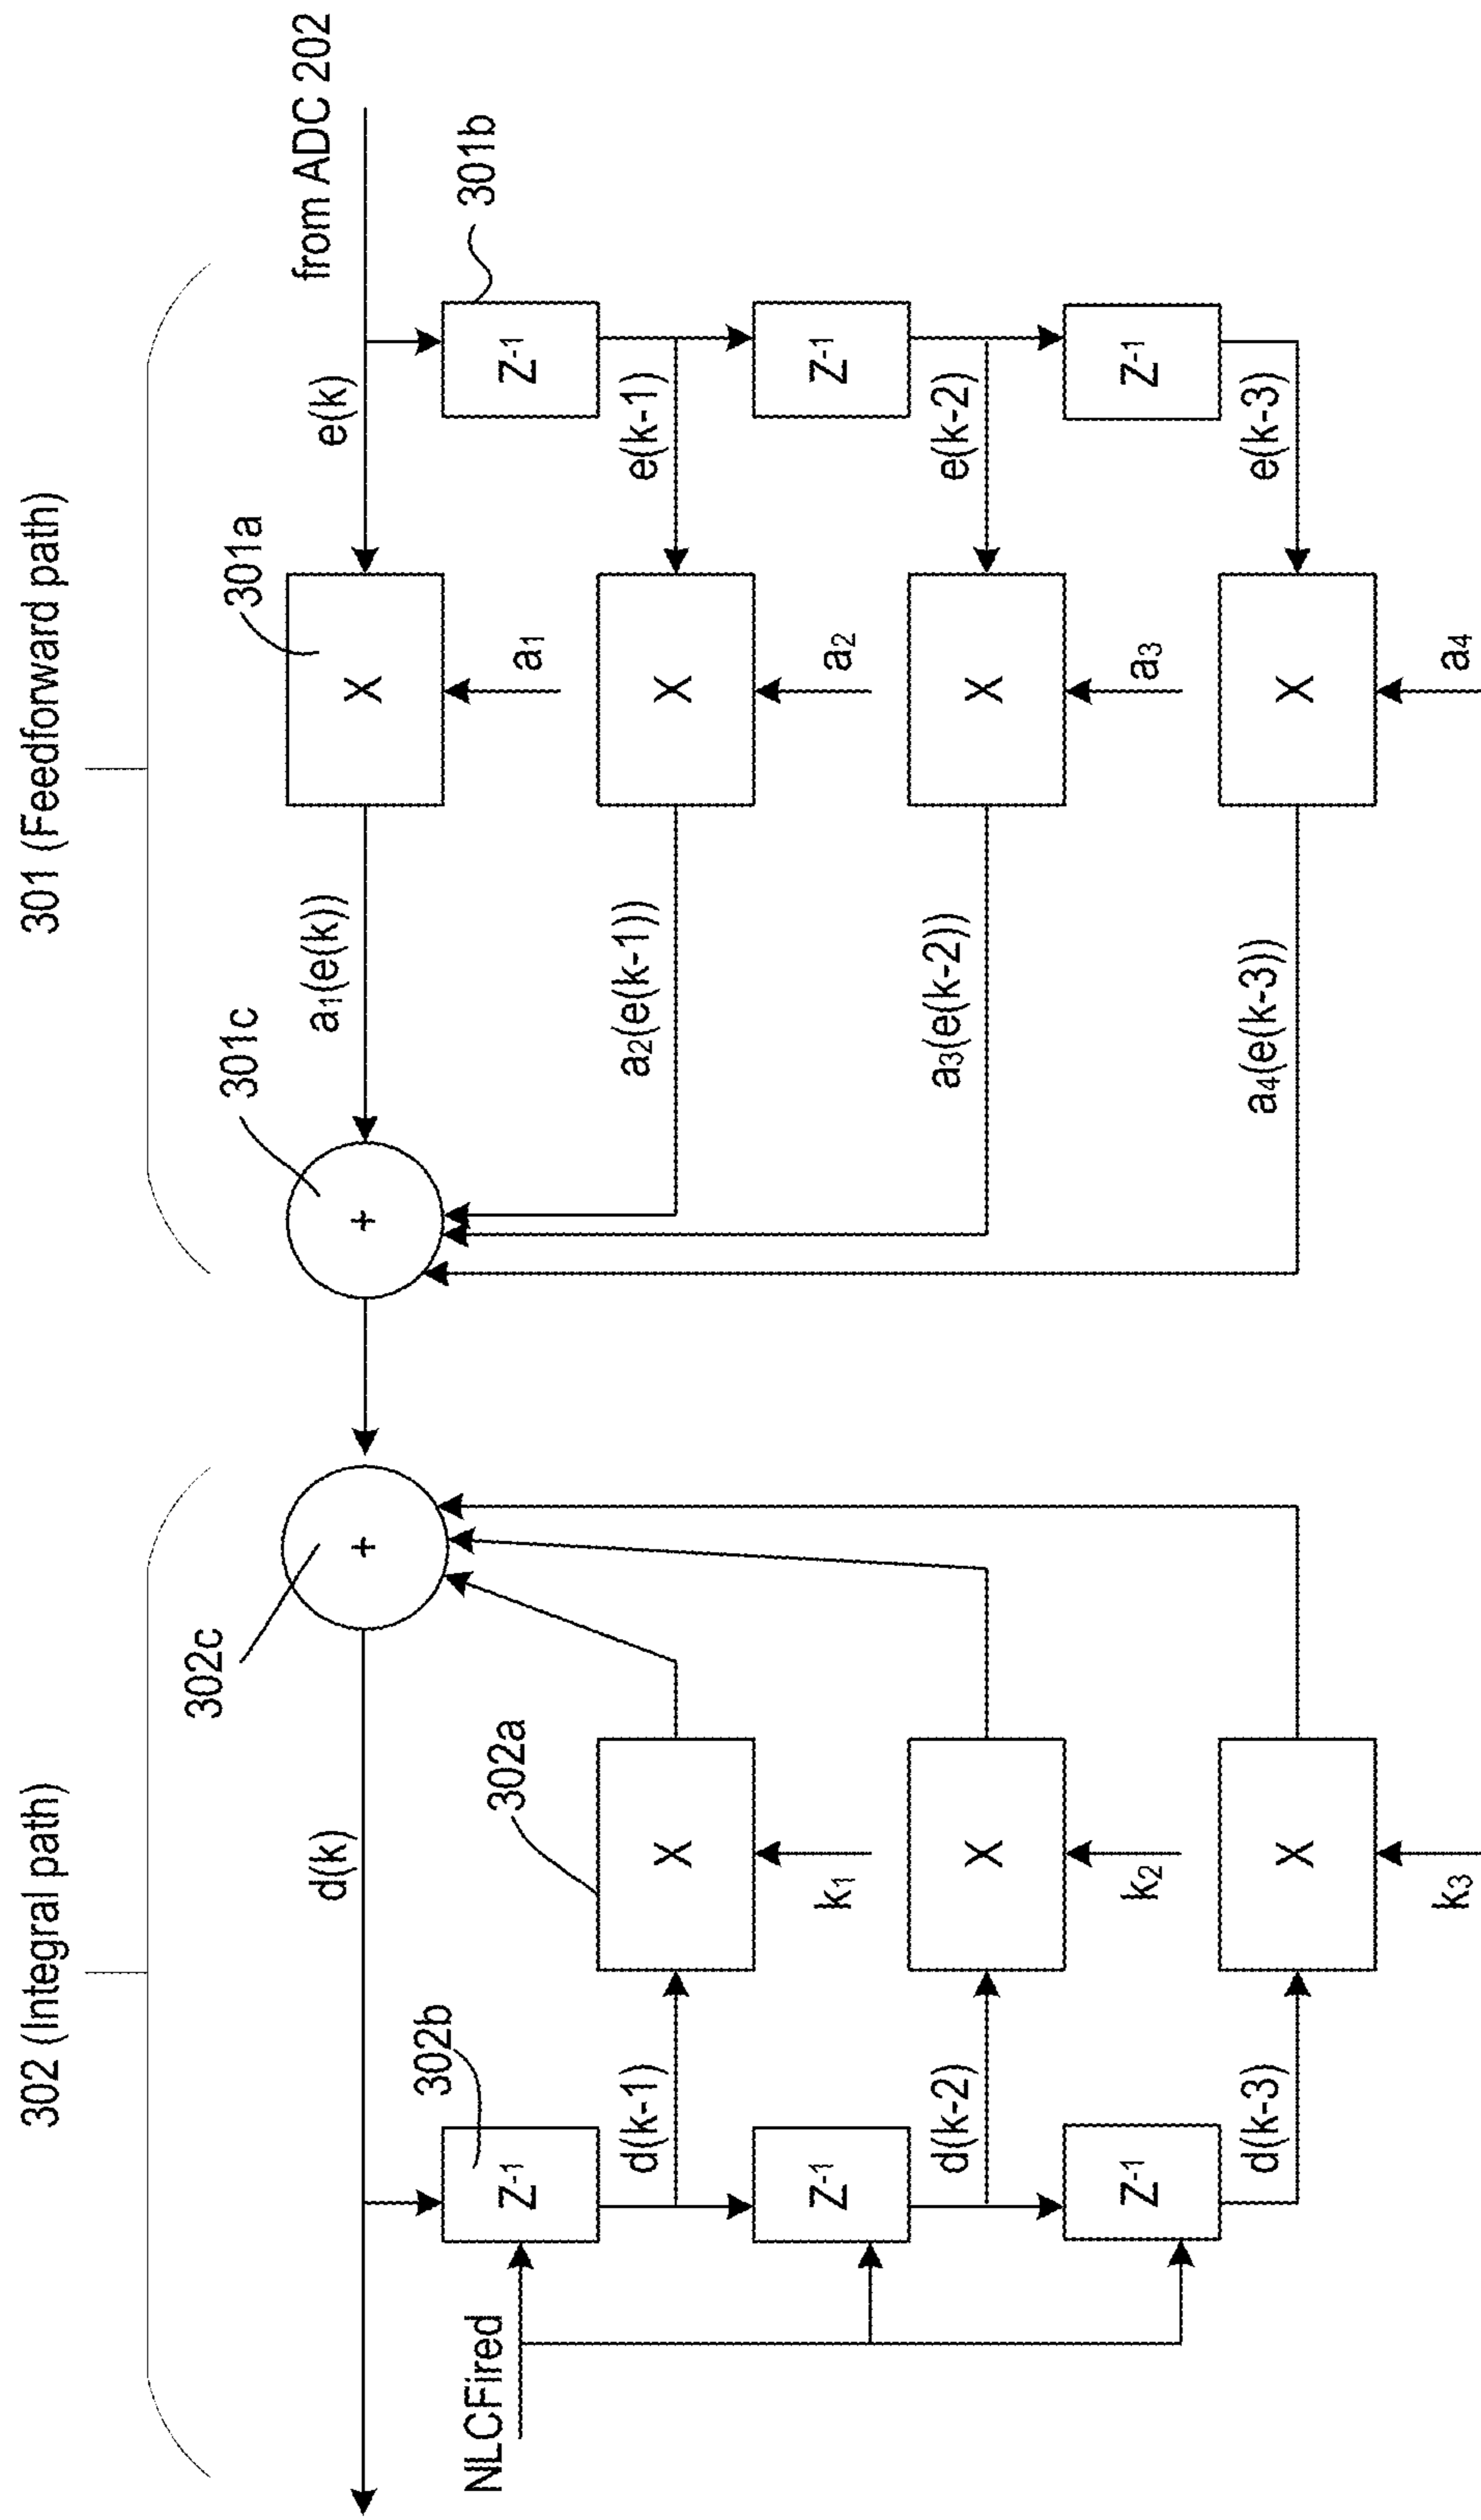 302 (Integral path)
301 (Feedforward path)
302c
301c
301a
from ADC 202
d(k)
+
+
a₁(e(k))
X
e(k)
302b
302a
301b
NLCFired
Z⁻¹
a₁
Z⁻¹
d(k-1)
X
a₂(e(k-1))
X
e(k-1)
Z⁻¹
k₁
a₂
Z⁻¹
d(k-2)
X
a₃(e(k-2))
X
e(k-2)
Z⁻¹
k₂
a₃
Z⁻¹
d(k-3)
X
a₄(e(k-3))
X
e(k-3)
k₃
a₄